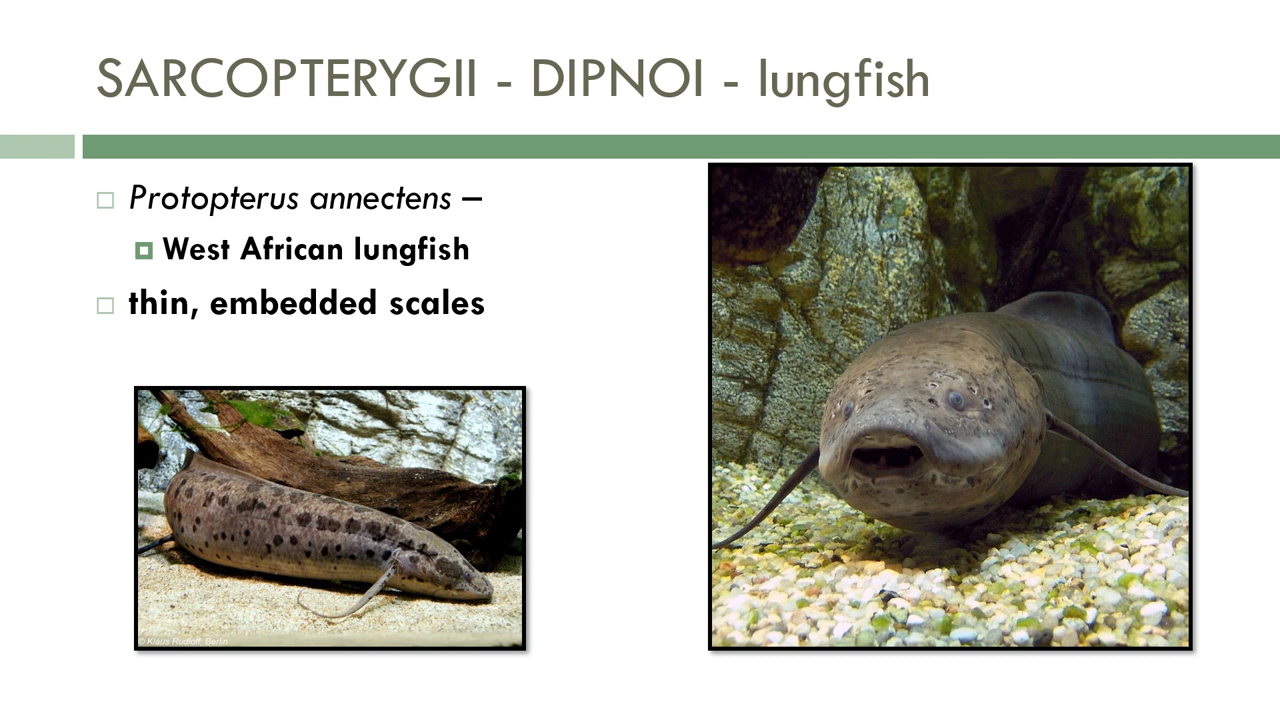 SARCOPTERYGII - DIPNOI - lungfish
Protopterus annectens –
West African lungfish
thin, embedded scales
© Klaus Rudloff, Berlin